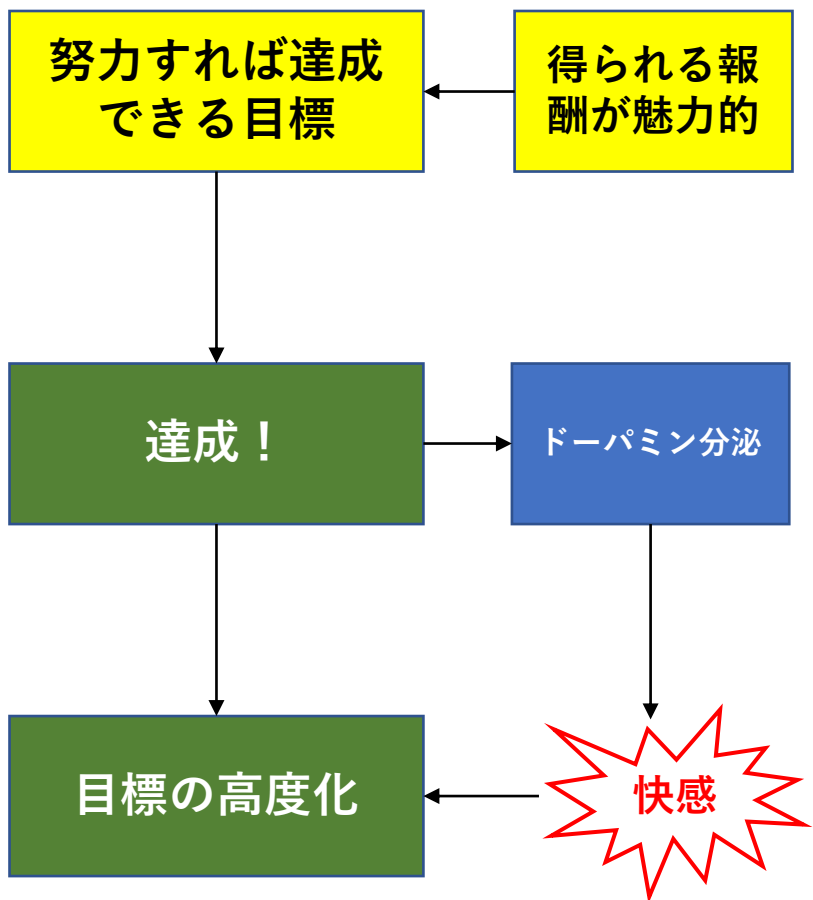 努力すれば達成
できる目標
得られる報
酬が魅力的
達成！
ドーパミン分泌
目標の高度化
快感